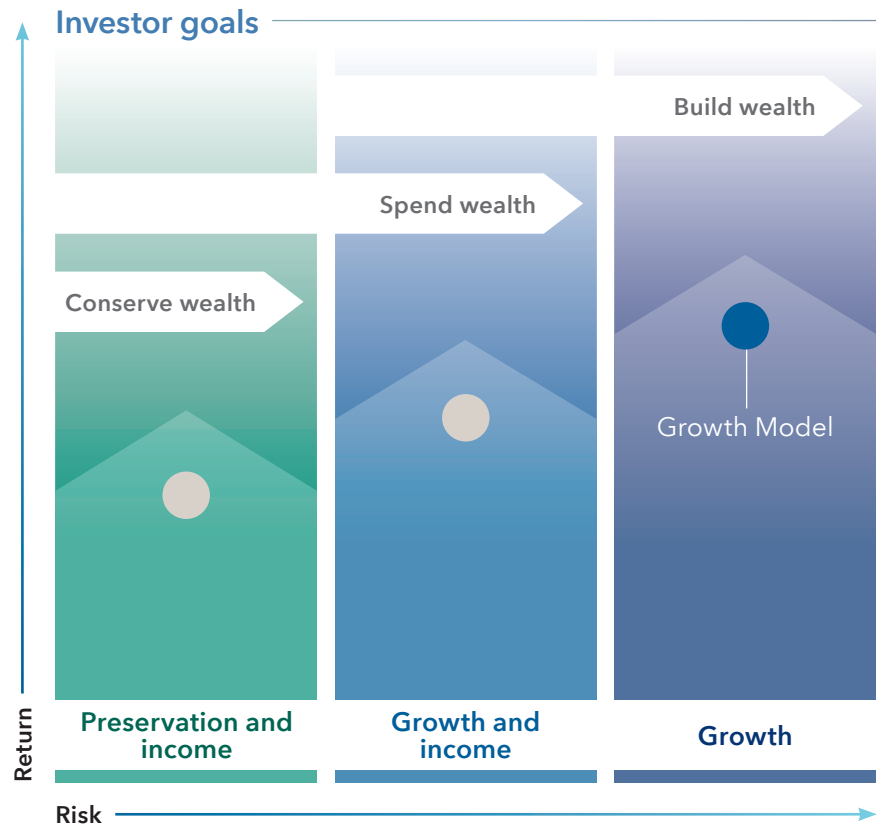 Investor goals
Build wealth
Spend wealth
Conserve wealth
Growth Model
Return
Preservation and
income
Growth and
income
Growth
Risk